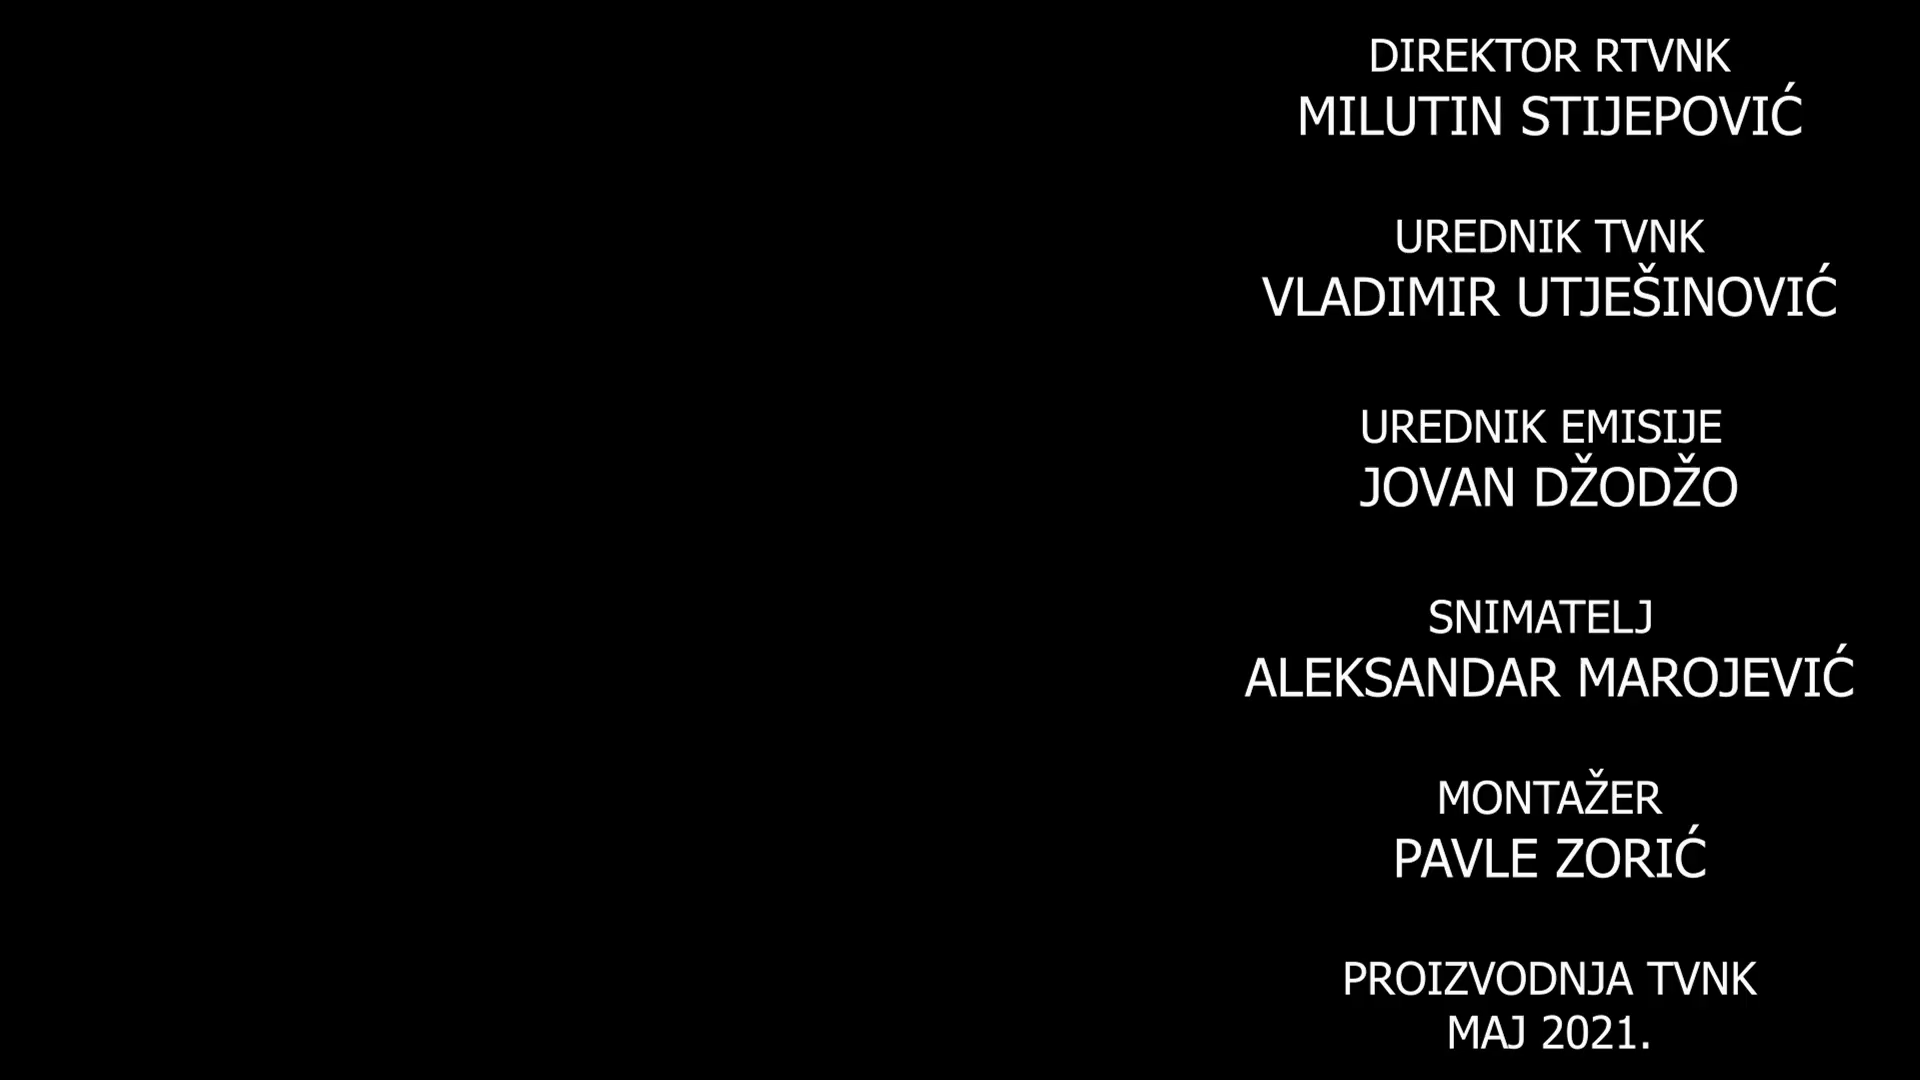 DIREKTOR RTVNK
MILUTIN STIJEPOVIĆ
UREDNIK TVNK
VLADIMIR UTJEŠINOVIĆ
UREDNIK EMISIJE
JOVAN DŽODŽO
SNIMATELJ
ALEKSANDAR MAROJEVIĆ
MONTAŽER
PAVLE ZORIĆ
PROIZVODNJA TVNK
MAJ 2021.